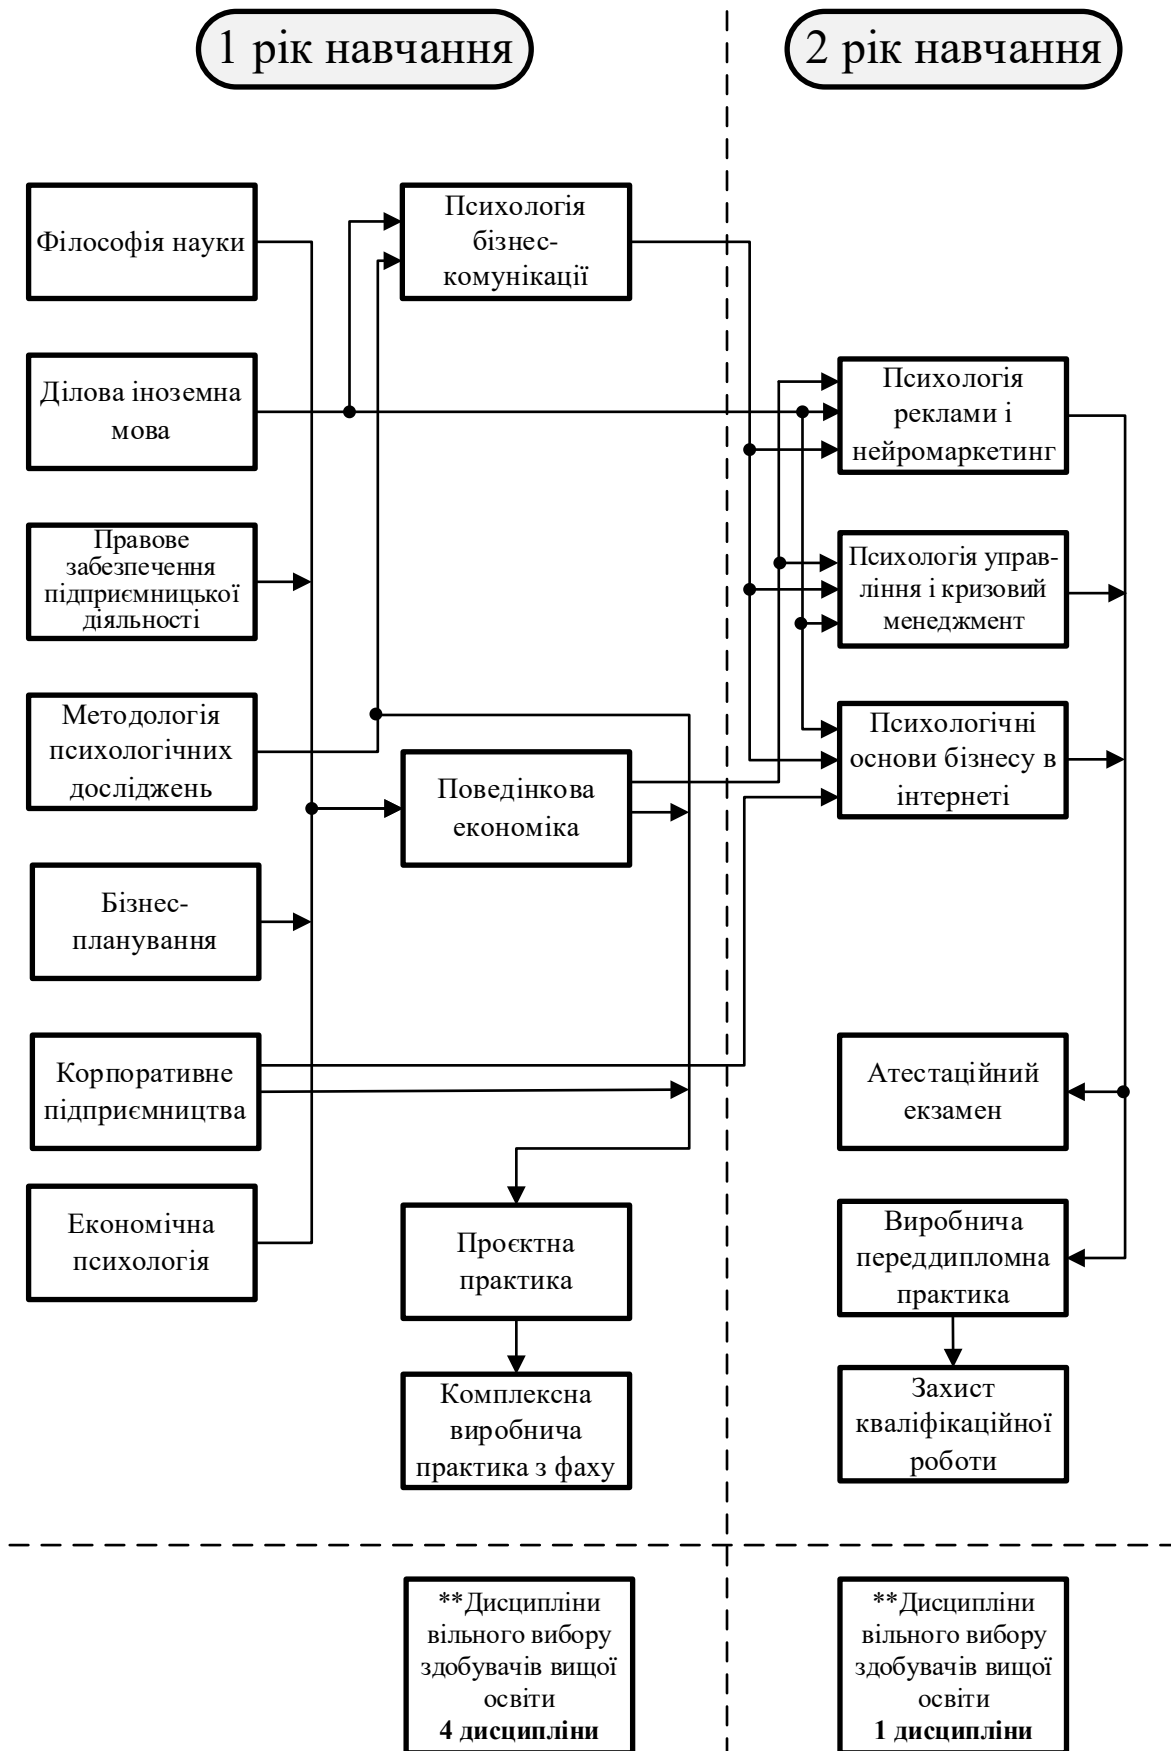 1 рік навчання
2 рік навчання
Філософія науки
Ділова іноземна
мова
Правове
забезпечення
підприємницької
діяльності
Методологія
психологічних
досліджень
Бізнес-
планування
Корпоративне
підприємництва
Економічна
психологія
Психологія
бізнес-
комунікації
Поведінкова
економіка
Проєктна
практика
Комплексна
виробнича
практика з фаху
Психологія
реклами і
нейромаркетинг
Психологія управ-
ління і кризовий
менеджмент
Психологічні
основи бізнесу в
інтернеті
Атестаційний
екзамен
Виробнича
переддипломна
практика
Захист
кваліфікаційної
роботи
**Дисципліни
вільного вибору
здобувачів вищої
освіти
4 дисципліни
**Дисципліни
вільного вибору
здобувачів вищої
освіти
1 дисципліни